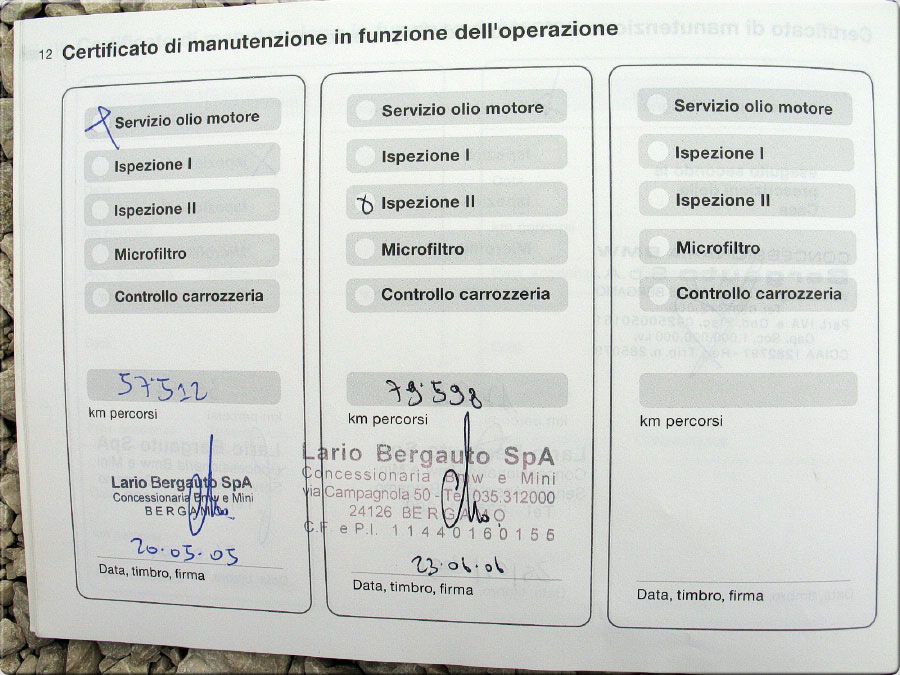 12 Certificato di manutenzione in funzione dell'operazione
Servizio olio motore
Ispezione I
Ispezione II
Microfiltro
Controllo carrozzeria
57'512
km percorsi
Lario Bergauto SpA
Concessionaria Bmw e Mini
BERGAMO
20.05.05
Data, timbro, firma
Servizio olio motore
Ispezione I
Ispezione II
Microfiltro
Controllo carrozzeria
79'598
km percorsi
Lario Bergauto SpA
Concessionaria Bmw e Mini
via Campagnola 50 - Tel. 035.312000
24126 BERGAMO
C.F. e P.I. 11440160155
23.06.06
Data, timbro, firma
Servizio olio motore
Ispezione I
Ispezione II
Microfiltro
Controllo carrozzeria
km percorsi
Data, timbro, firma